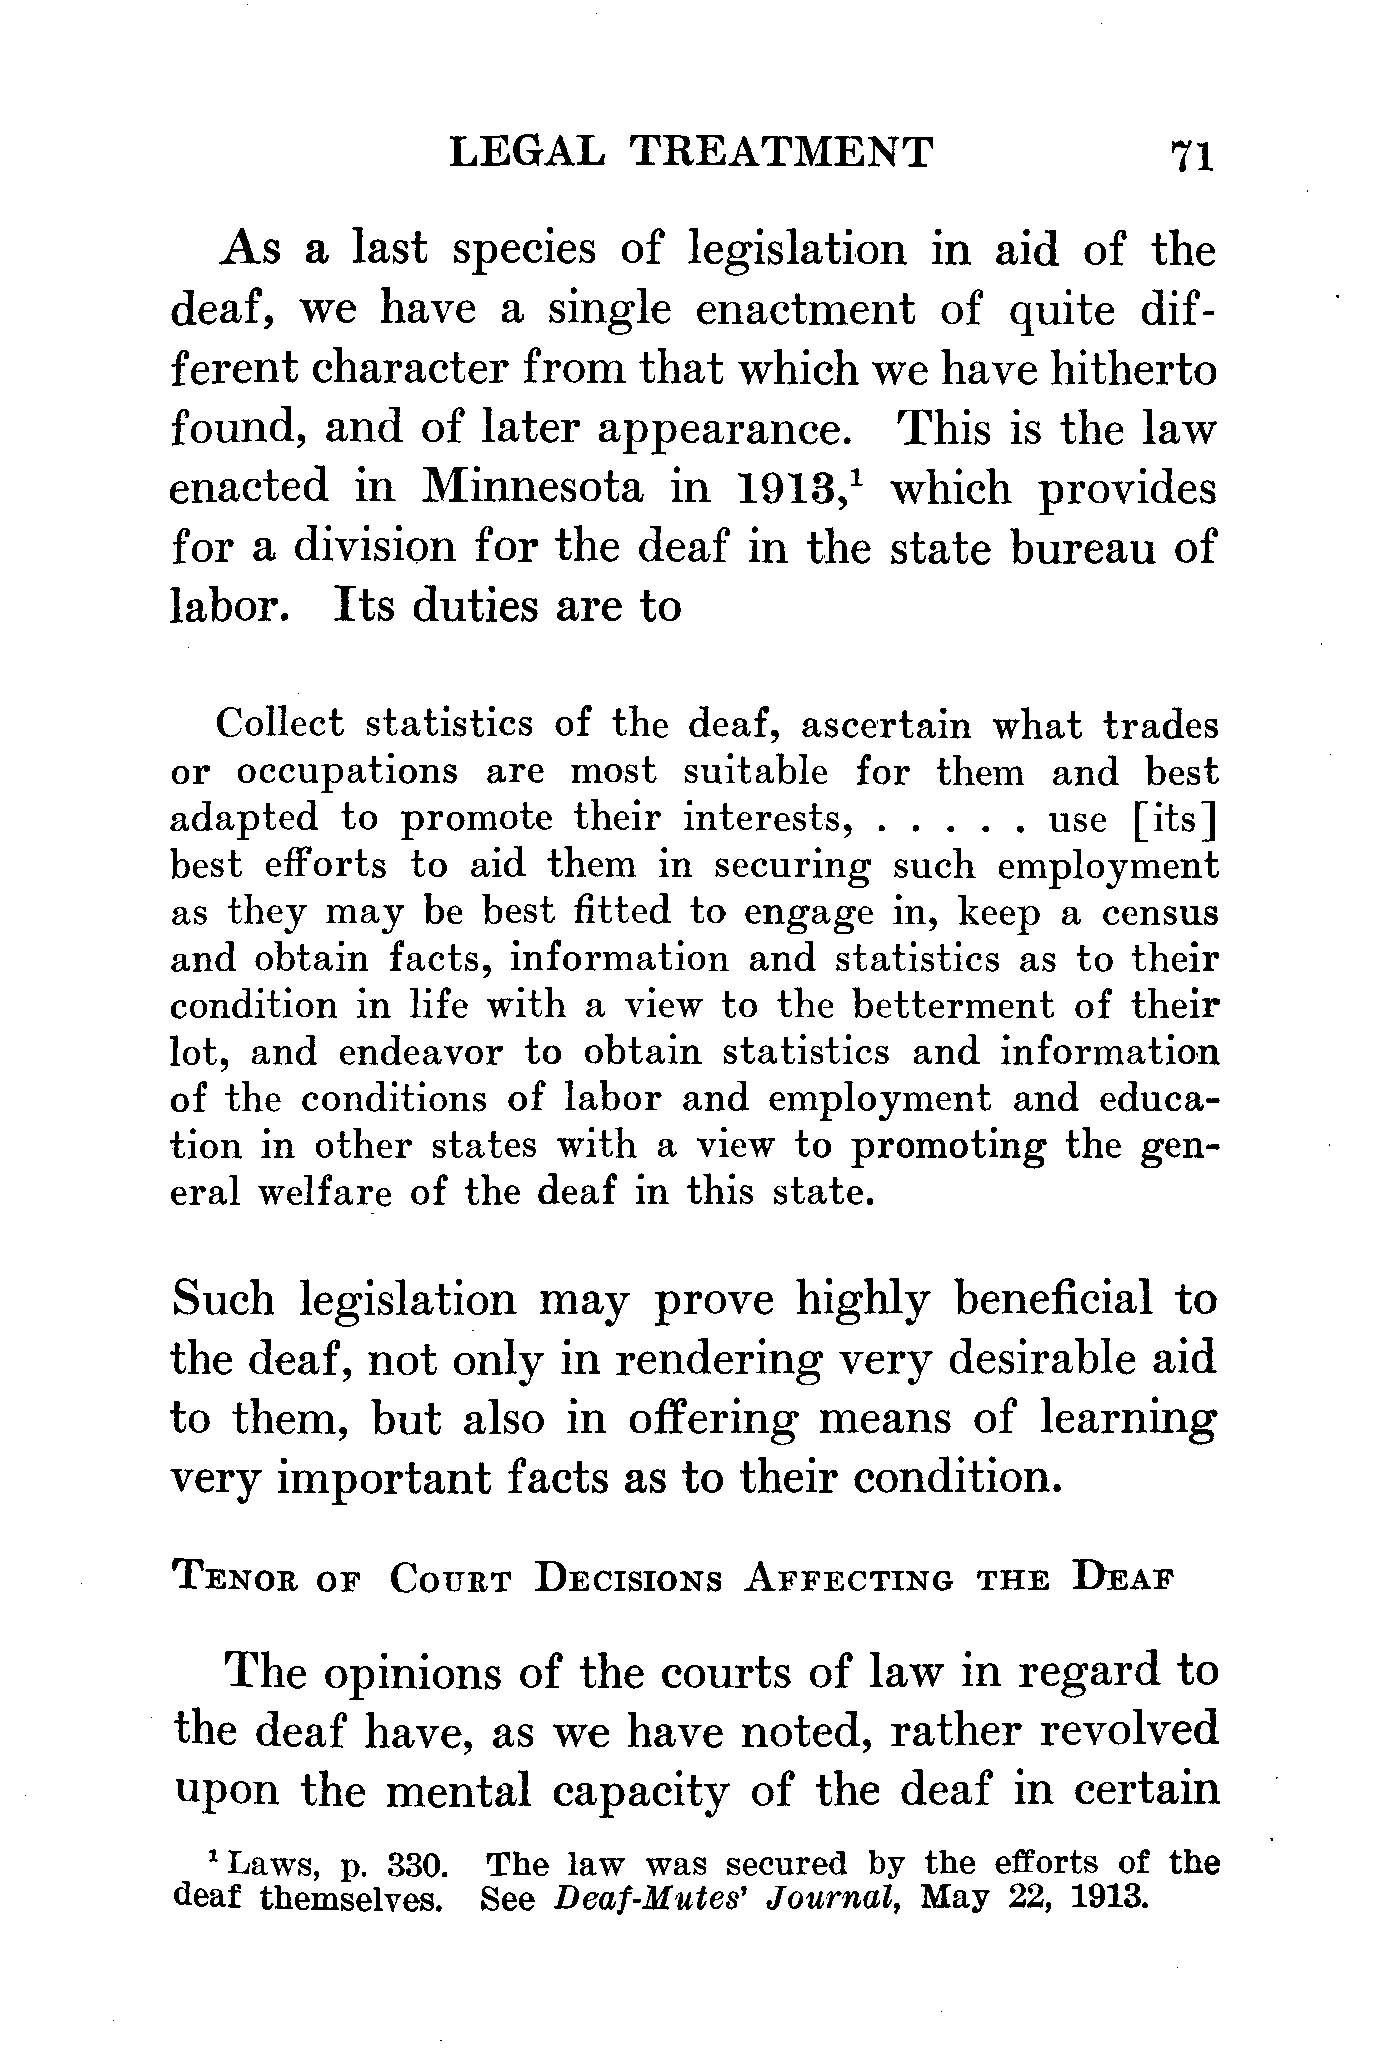 LEGAL TREATMENT 71
As a last species of legislation in aid of the
deaf, we have a single enactment of quite dif-
ferent character from that which we have hitherto
found, and of later appearance. This is the law
enacted in Minnesota in 1913,¹ which provides
for a division for the deaf in the state bureau of
labor. Its duties are to
Collect statistics of the deaf, ascertain what trades
or occupations are most suitable for them and best
adapted to promote their interests, . . . . . use [its]
best efforts to aid them in securing such employment
as they may be best fitted to engage in, keep a census
and obtain facts, information and statistics as to their
condition in life with a view to the betterment of their
lot, and endeavor to obtain statistics and information
of the conditions of labor and employment and educa-
tion in other states with a view to promoting the gen-
eral welfare of the deaf in this state.
Such legislation may prove highly beneficial to
the deaf, not only in rendering very desirable aid
to them, but also in offering means of learning
very important facts as to their condition.
Tenor of Court Decisions Affecting the Deaf
The opinions of the courts of law in regard to
the deaf have, as we have noted, rather revolved
upon the mental capacity of the deaf in certain
¹ Laws, p. 330. The law was secured by the efforts of the
deaf themselves. See Deaf-Mutes' Journal, May 22, 1913.